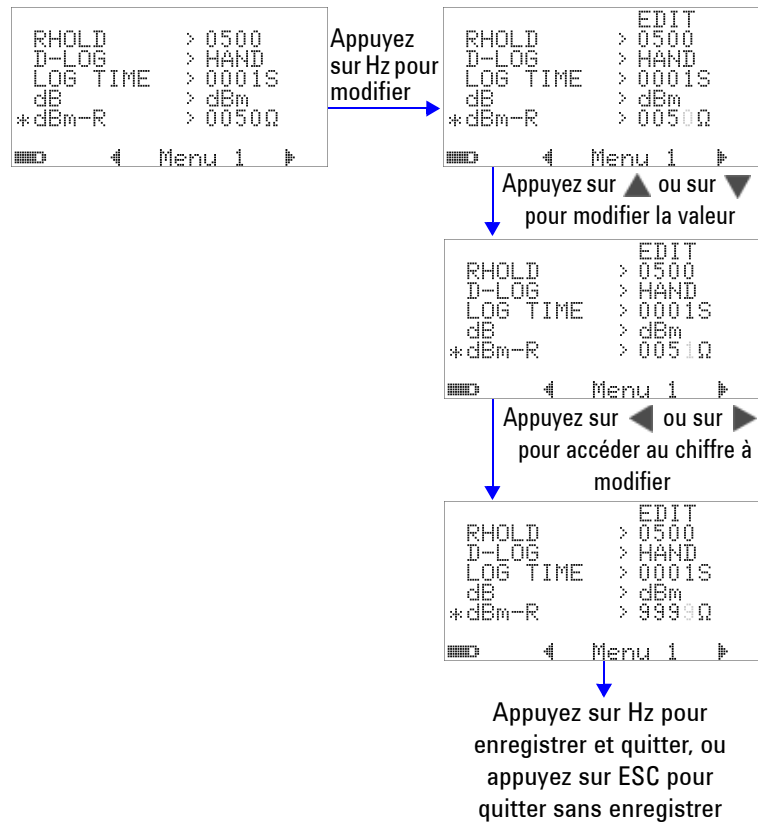 RHOLD > 0500
D-LOG > HAND
LOG TIME > 0001S
dB > dBm
*dBm-R > 0050Ω
Menu 1
Appuyez
sur Hz pour
modifier
EDIT
RHOLD > 0500
D-LOG > HAND
LOG TIME > 0001S
dB > dBm
*dBm-R > 0050Ω
Menu 1
Appuyez sur ▲ ou sur ▼
pour modifier la valeur
EDIT
RHOLD > 0500
D-LOG > HAND
LOG TIME > 0001S
dB > dBm
*dBm-R > 0051Ω
Menu 1
Appuyez sur ◀ ou sur ▶
pour accéder au chiffre à
modifier
EDIT
RHOLD > 0500
D-LOG > HAND
LOG TIME > 0001S
dB > dBm
*dBm-R > 9999Ω
Menu 1
Appuyez sur Hz pour
enregistrer et quitter, ou
appuyez sur ESC pour
quitter sans enregistrer